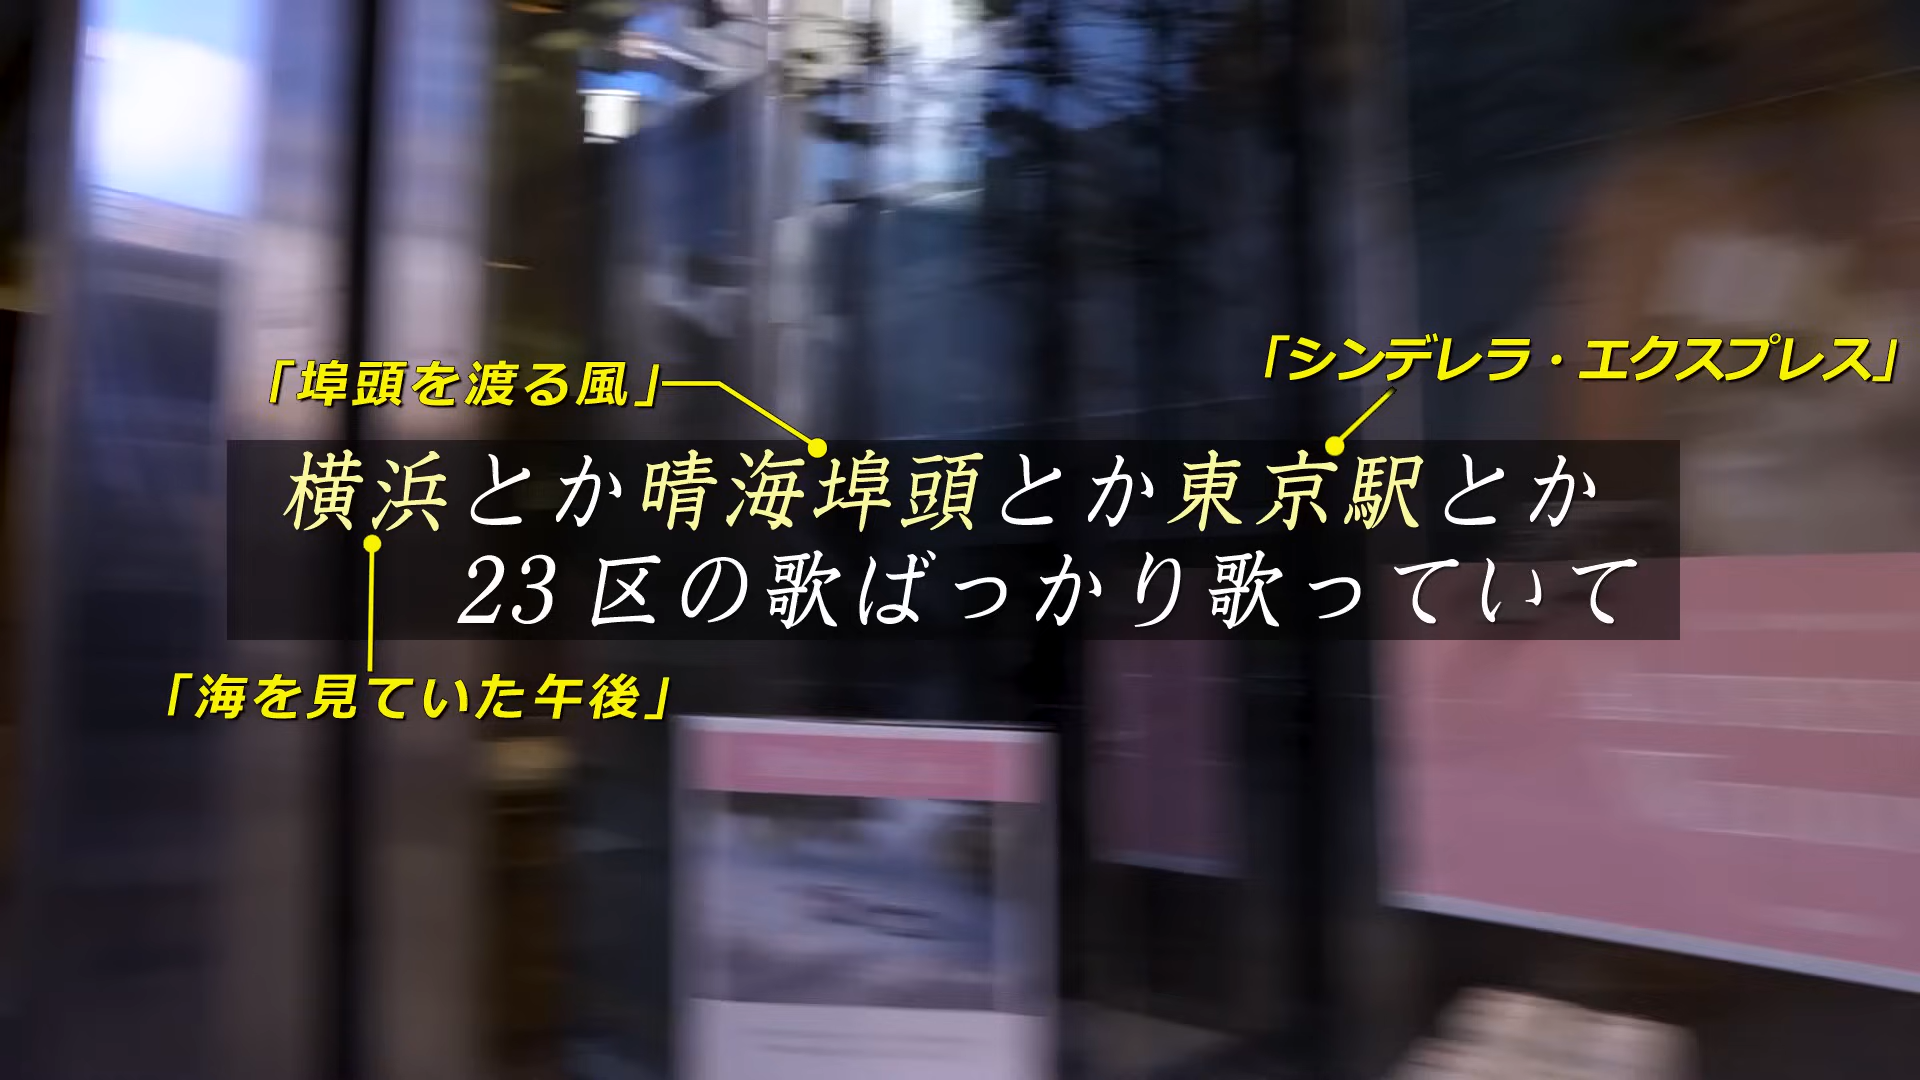 「埠頭を渡る風」
「シンデレラ・エクスプレス」
横浜とか晴海埠頭とか東京駅とか
23区の歌ばっかり歌っていて
「海を見ていた午後」